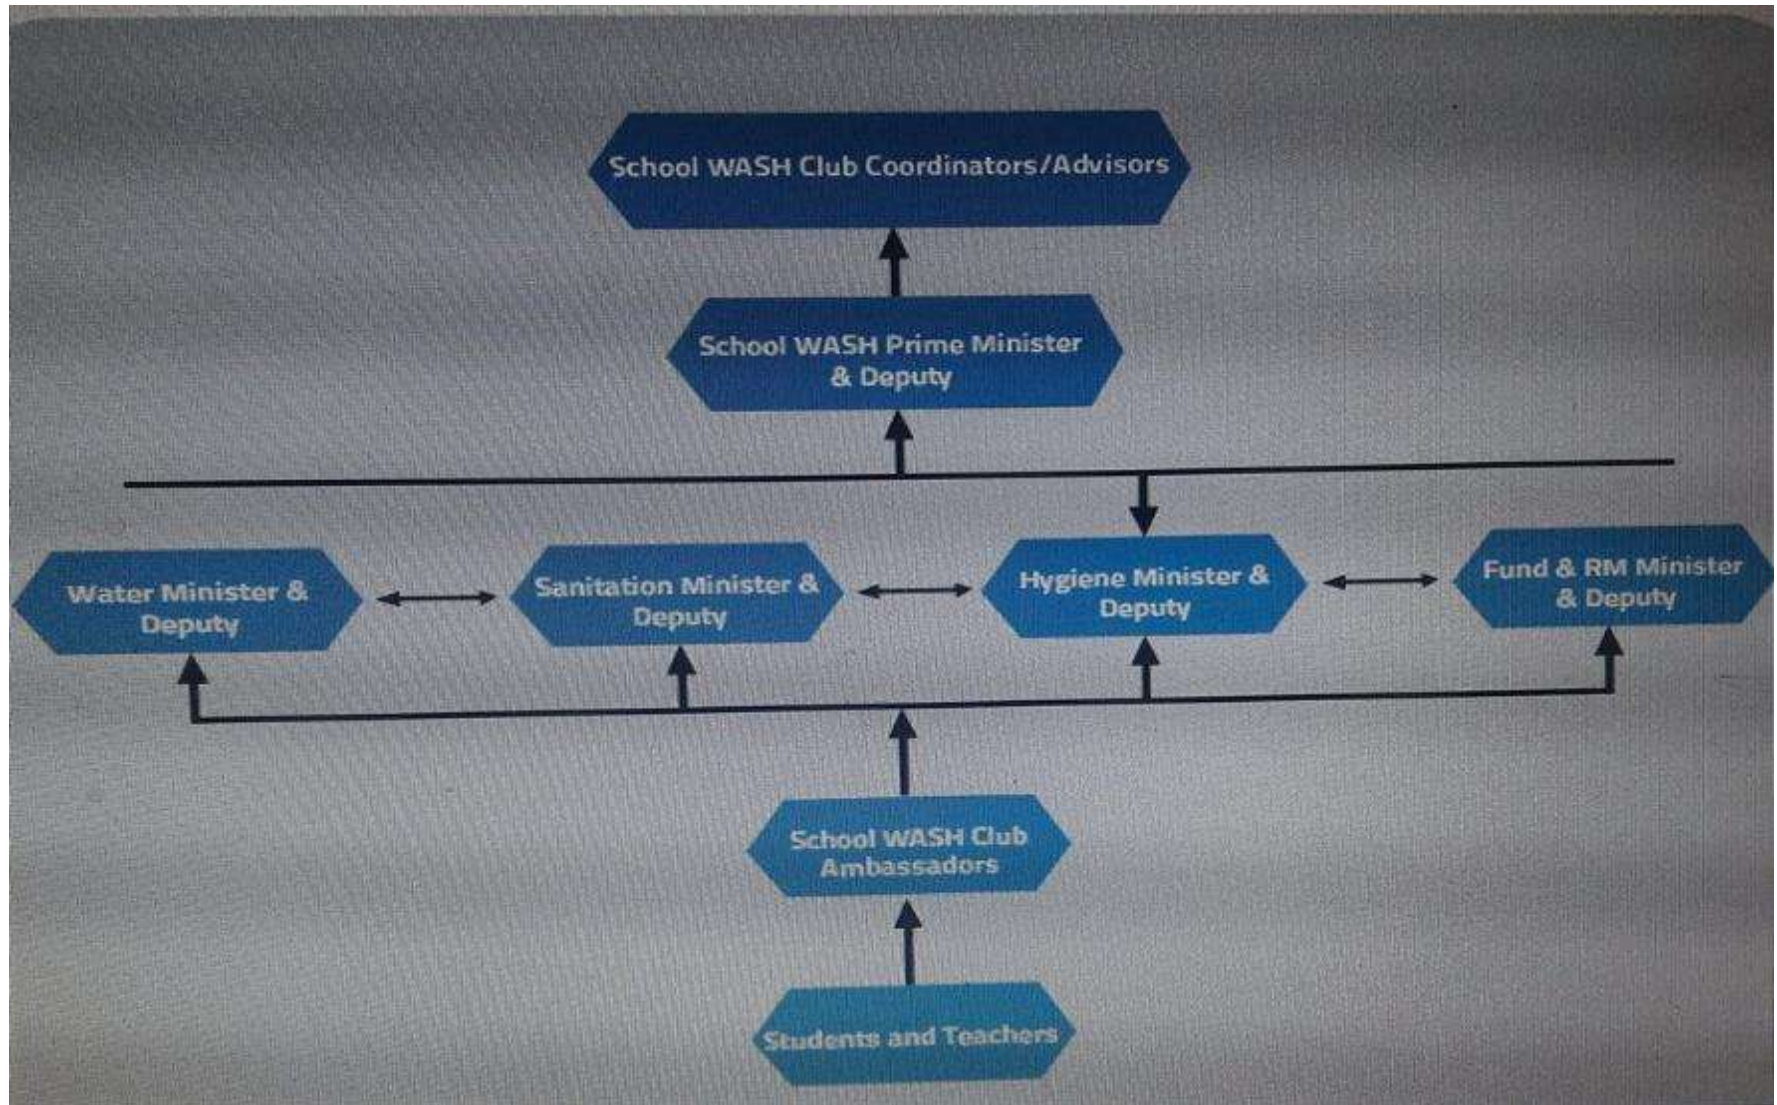 School WASH Club Coordinators/Advisors
School WASH Prime Minister
& Deputy
Water Minister &
Deputy
Sanitation Minister &
Deputy
Hygiene Minister &
Deputy
Fund & RM Minister
& Deputy
School WASH Club
Ambassadors
Students and Teachers